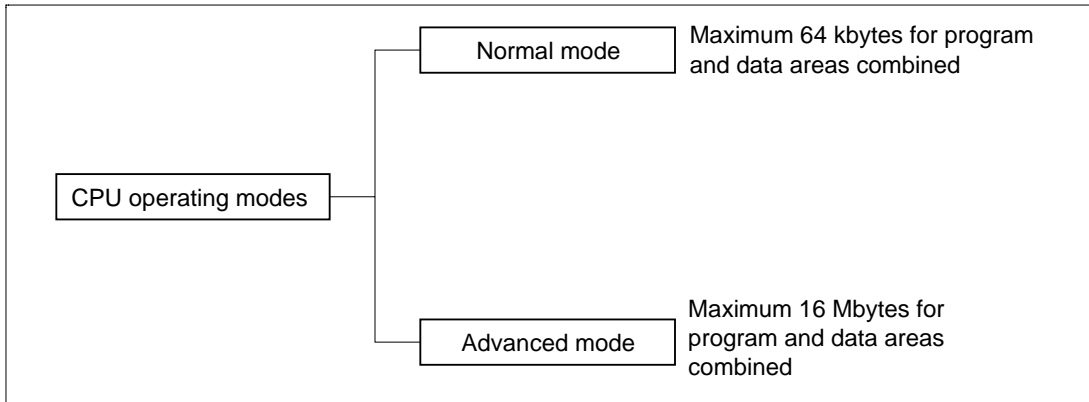 Normal mode
Maximum 64 kbytes for program
and data areas combined
CPU operating modes
Advanced mode
Maximum 16 Mbytes for
program and data areas
combined